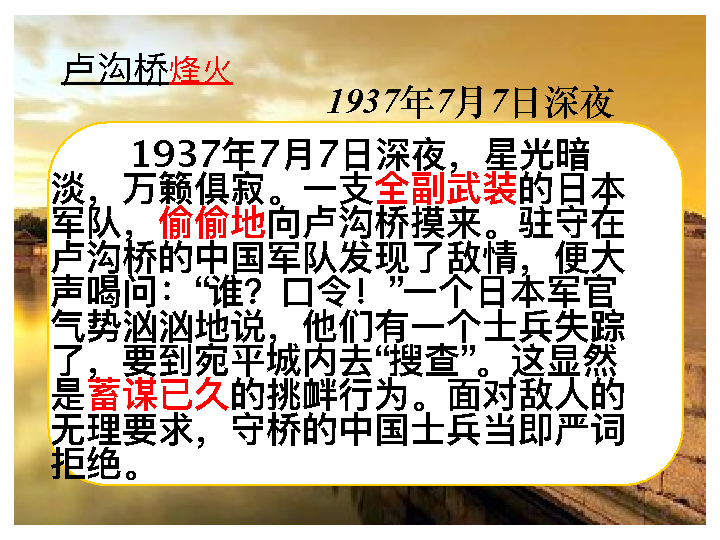 卢沟桥烽火
1937年7月7日深夜
1937年7月7日深夜，星光暗
淡，万籁俱寂。一支全副武装的日本
军队，偷偷地向卢沟桥摸来。驻守在
卢沟桥的中国军队发现了敌情，便大
声喝问：“谁？口令！”一个日本军官
气势汹汹地说，他们有一个士兵失踪
了，要到宛平城内去“搜查”。这显然
是蓄谋已久的挑衅行为。面对敌人的
无理要求，守桥的中国士兵当即严词
拒绝。